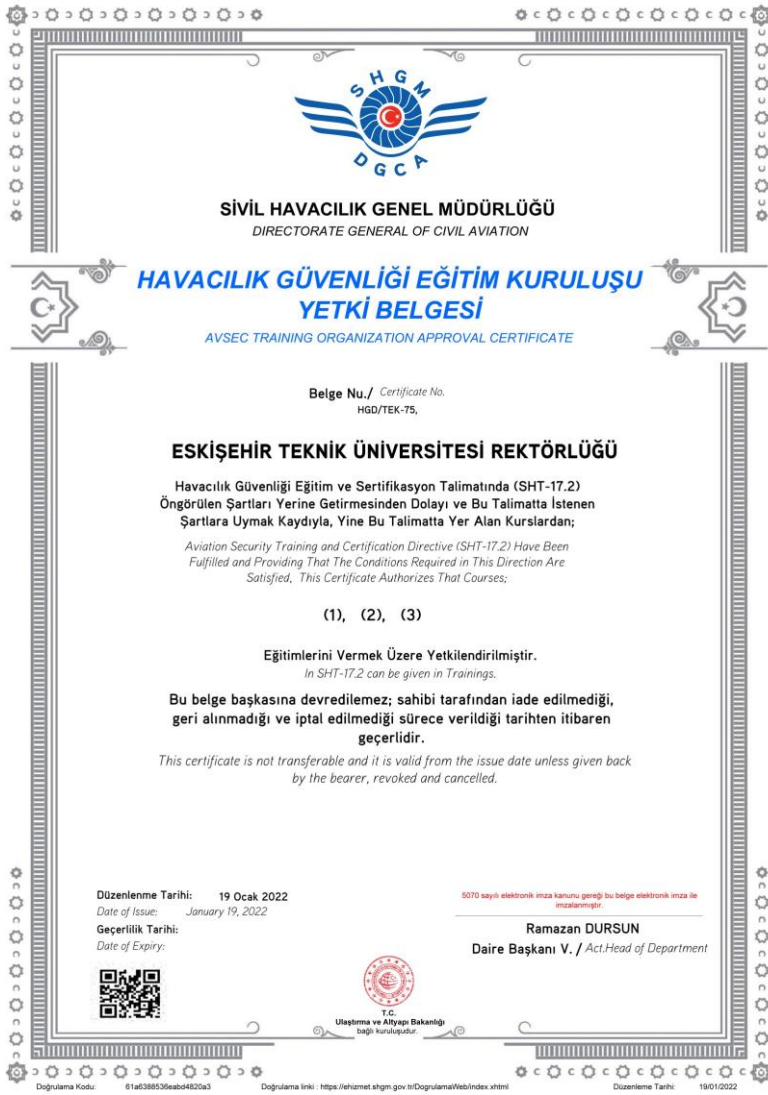 SHGM
DGCA
SİVİL HAVACILIK GENEL MÜDÜRLÜĞÜ
DIRECTORATE GENERAL OF CIVIL AVIATION
HAVACILIK GÜVENLİĞİ EĞİTİM KURULUŞU
YETKİ BELGESİ
AVSEC TRAINING ORGANIZATION APPROVAL CERTIFICATE
Belge Nu./ Certificate No.
HGD/TEK-75,
ESKİŞEHİR TEKNİK ÜNİVERSİTESİ REKTÖRLÜĞÜ
Havacılık Güvenliği Eğitim ve Sertifikasyon Talimatında (SHT-17.2)
Öngörülen Şartları Yerine Getirmesinden Dolayı ve Bu Talimatta İstenen
Şartlara Uymak Kaydıyla, Yine Bu Talimatta Yer Alan Kurslardan;
Aviation Security Training and Certification Directive (SHT-17.2) Have Been
Fulfilled and Providing That The Conditions Required in This Direction Are
Satisfied, This Certificate Authorizes That Courses;
(1), (2), (3)
Eğitimlerini Vermek Üzere Yetkilendirilmiştir.
In SHT-17.2 can be given in Trainings.
Bu belge başkasına devredilemez; sahibi tarafından iade edilmediği,
geri alınmadığı ve iptal edilmediği sürece verildiği tarihten itibaren
geçerlidir.
This certificate is not transferable and it is valid from the issue date unless given back
by the bearer, revoked and cancelled.
Düzenlenme Tarihi: 19 Ocak 2022
Date of Issue: January 19, 2022
Geçerlilik Tarihi:
Date of Expiry:
5070 sayılı elektronik imza kanunu gereği bu belge elektronik imza ile
imzalanmıştır.
Ramazan DURSUN
Daire Başkanı V. / Act.Head of Department
T.C.
Ulaştırma ve Altyapı Bakanlığı
bağlı kuruluşudur.
Doğrulama Kodu: 61a6388536eabd4820a3 Doğrulama linki : https://ehizmet.shgm.gov.tr/DogrulamaWeb/index.xhtml Düzenleme Tarihi: 19/01/2022